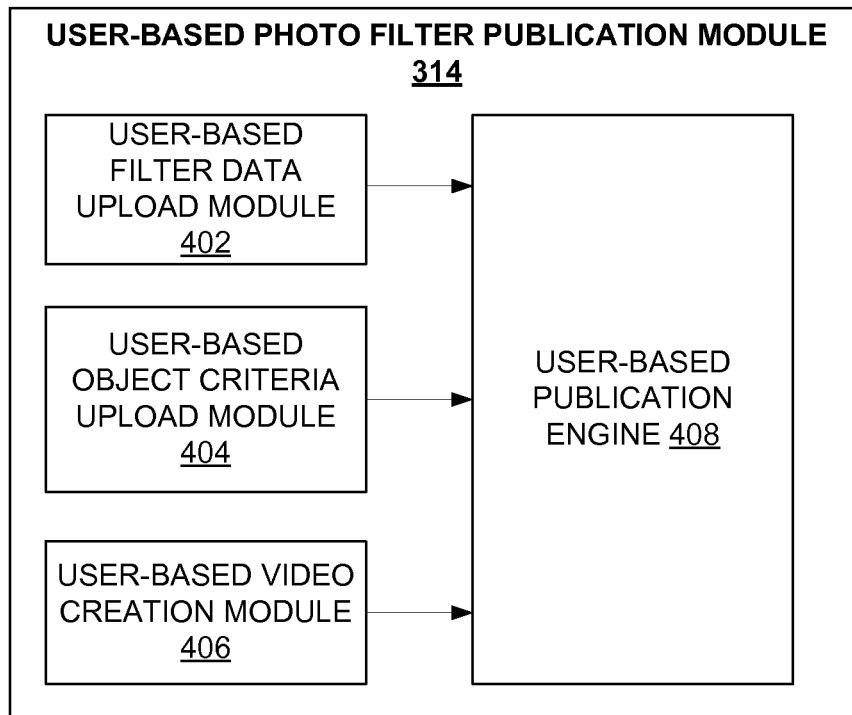 USER-BASED PHOTO FILTER PUBLICATION MODULE
314
USER-BASED
FILTER DATA
UPLOAD MODULE
402
USER-BASED
OBJECT CRITERIA
UPLOAD MODULE
404
USER-BASED VIDEO
CREATION MODULE
406
USER-BASED
PUBLICATION
ENGINE 408